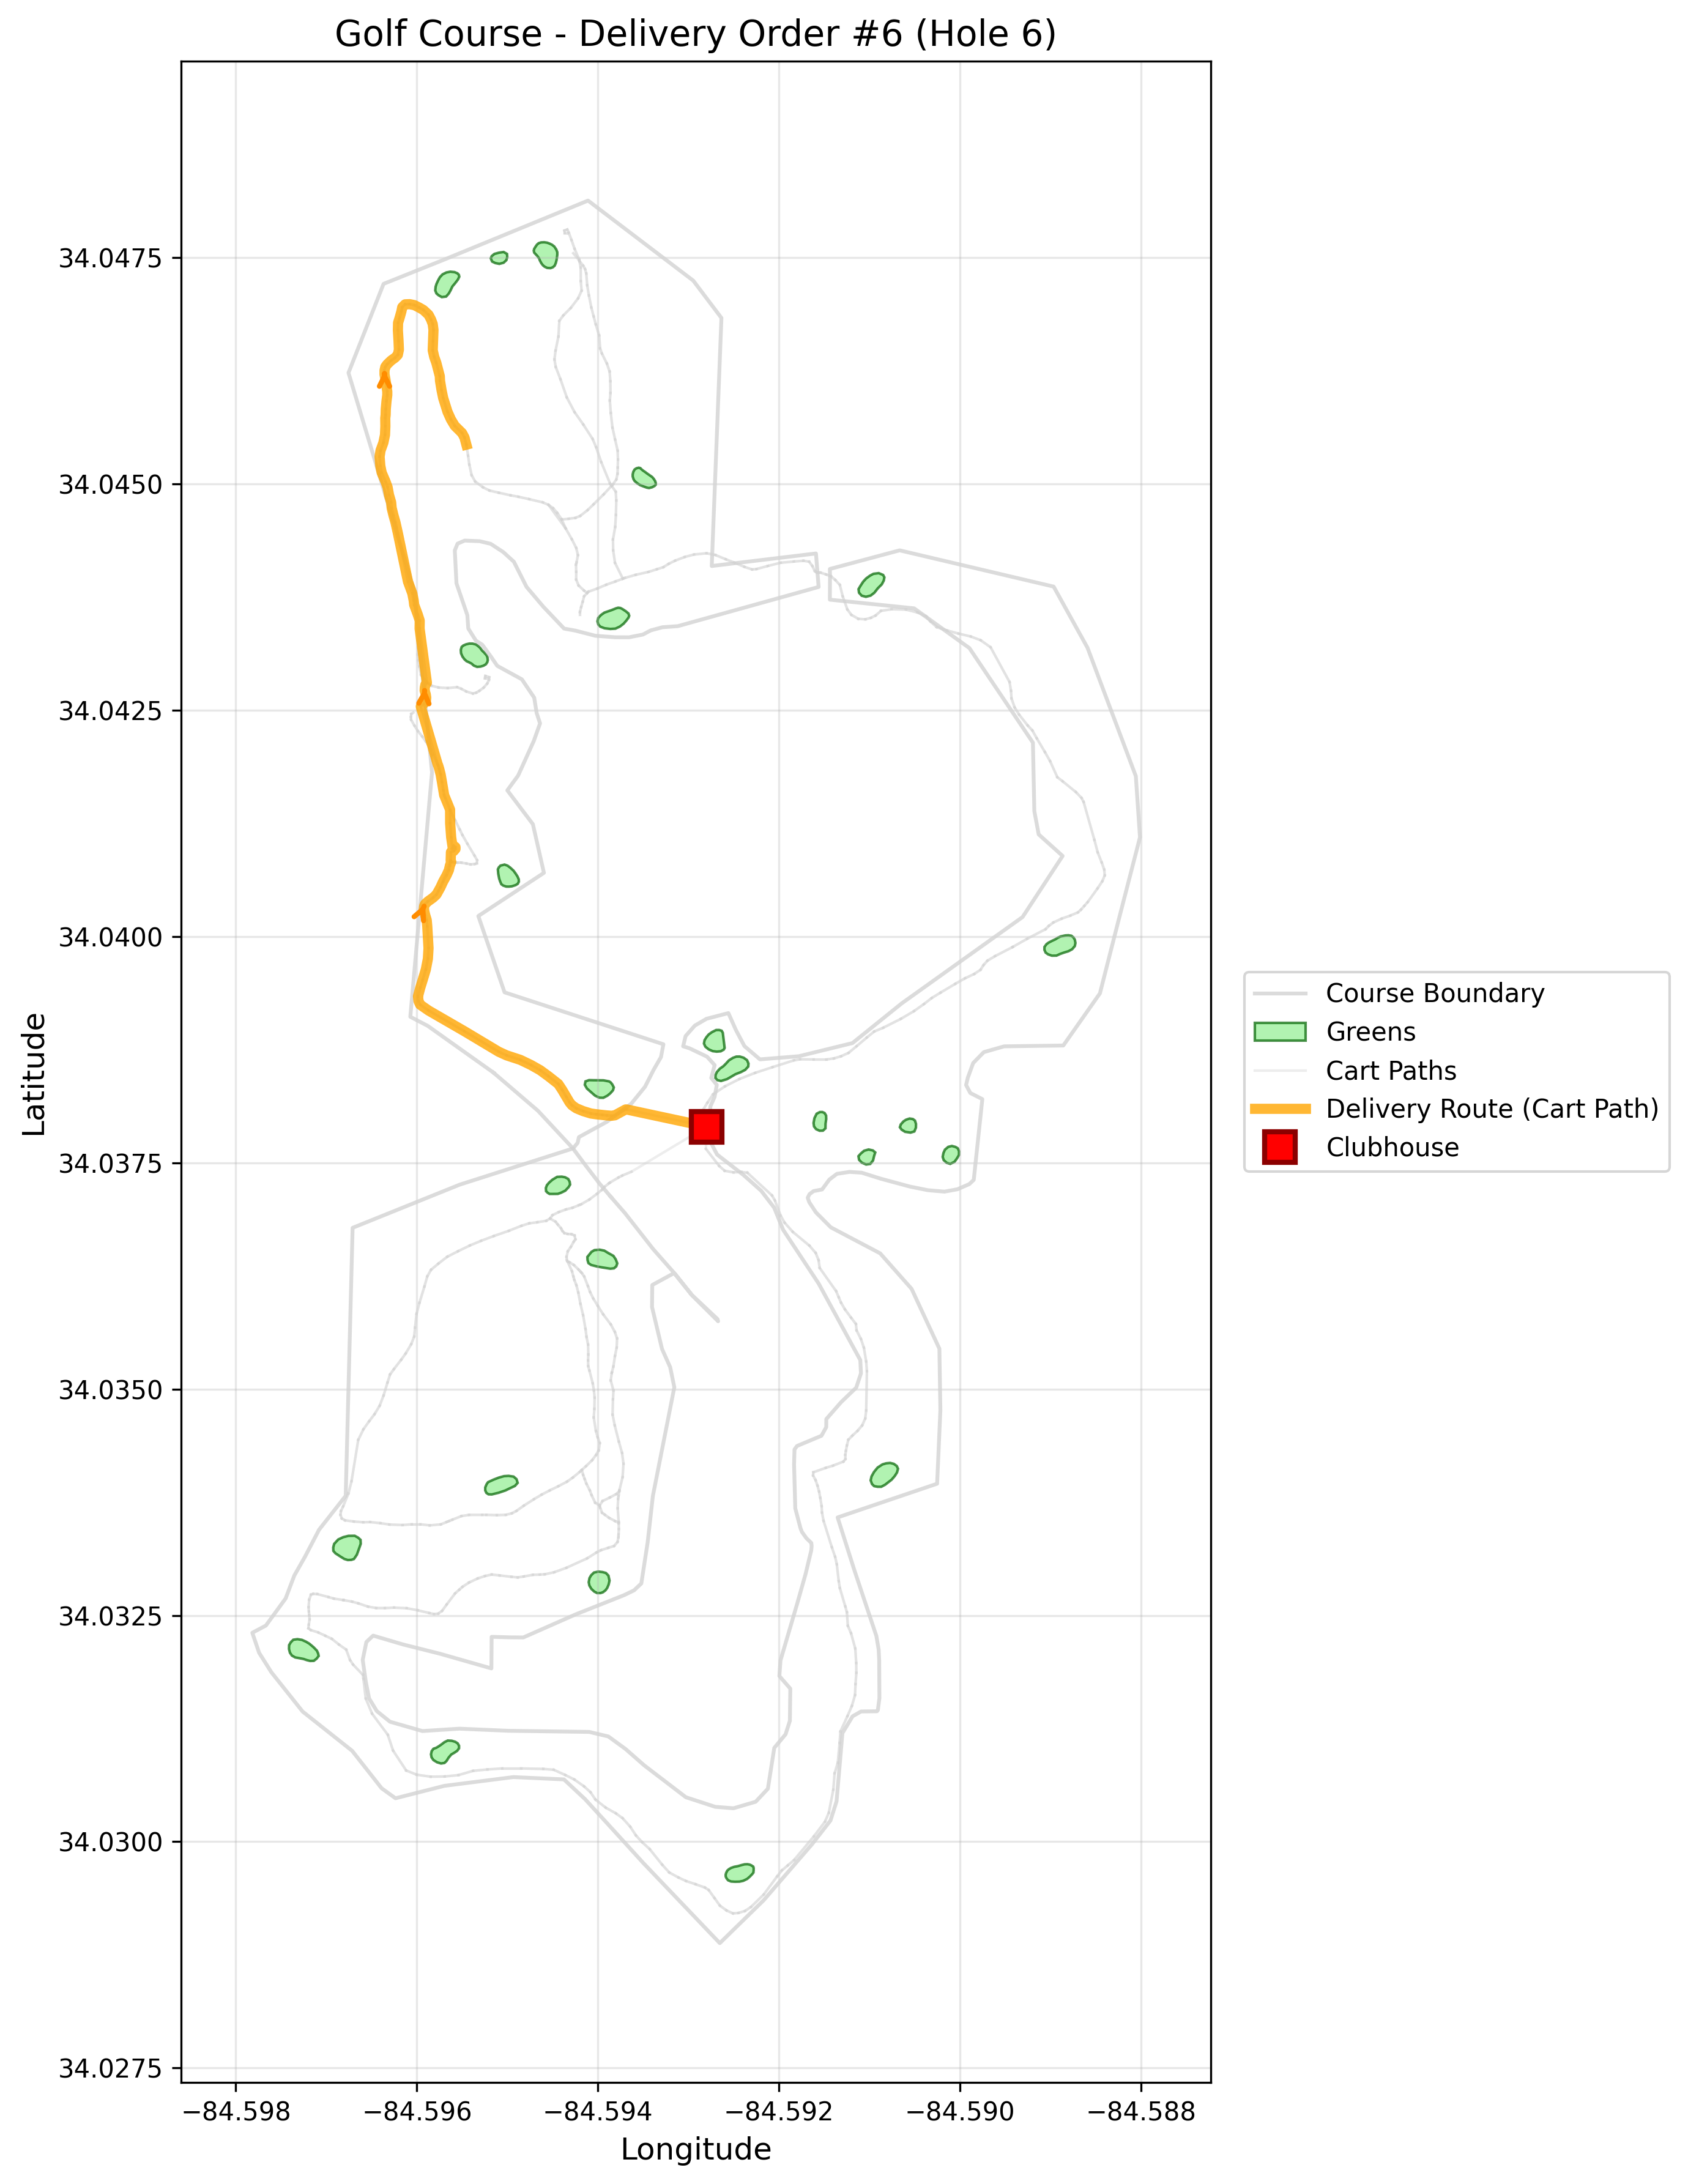 Golf Course - Delivery Order #6 (Hole 6)
34.0475
34.0450
34.0425
34.0400
34.0375
34.0350
34.0325
34.0300
34.0275
Latitude
−84.598
−84.596
−84.594
−84.592
−84.590
−84.588
Longitude
Course Boundary
Greens
Cart Paths
Delivery Route (Cart Path)
Clubhouse